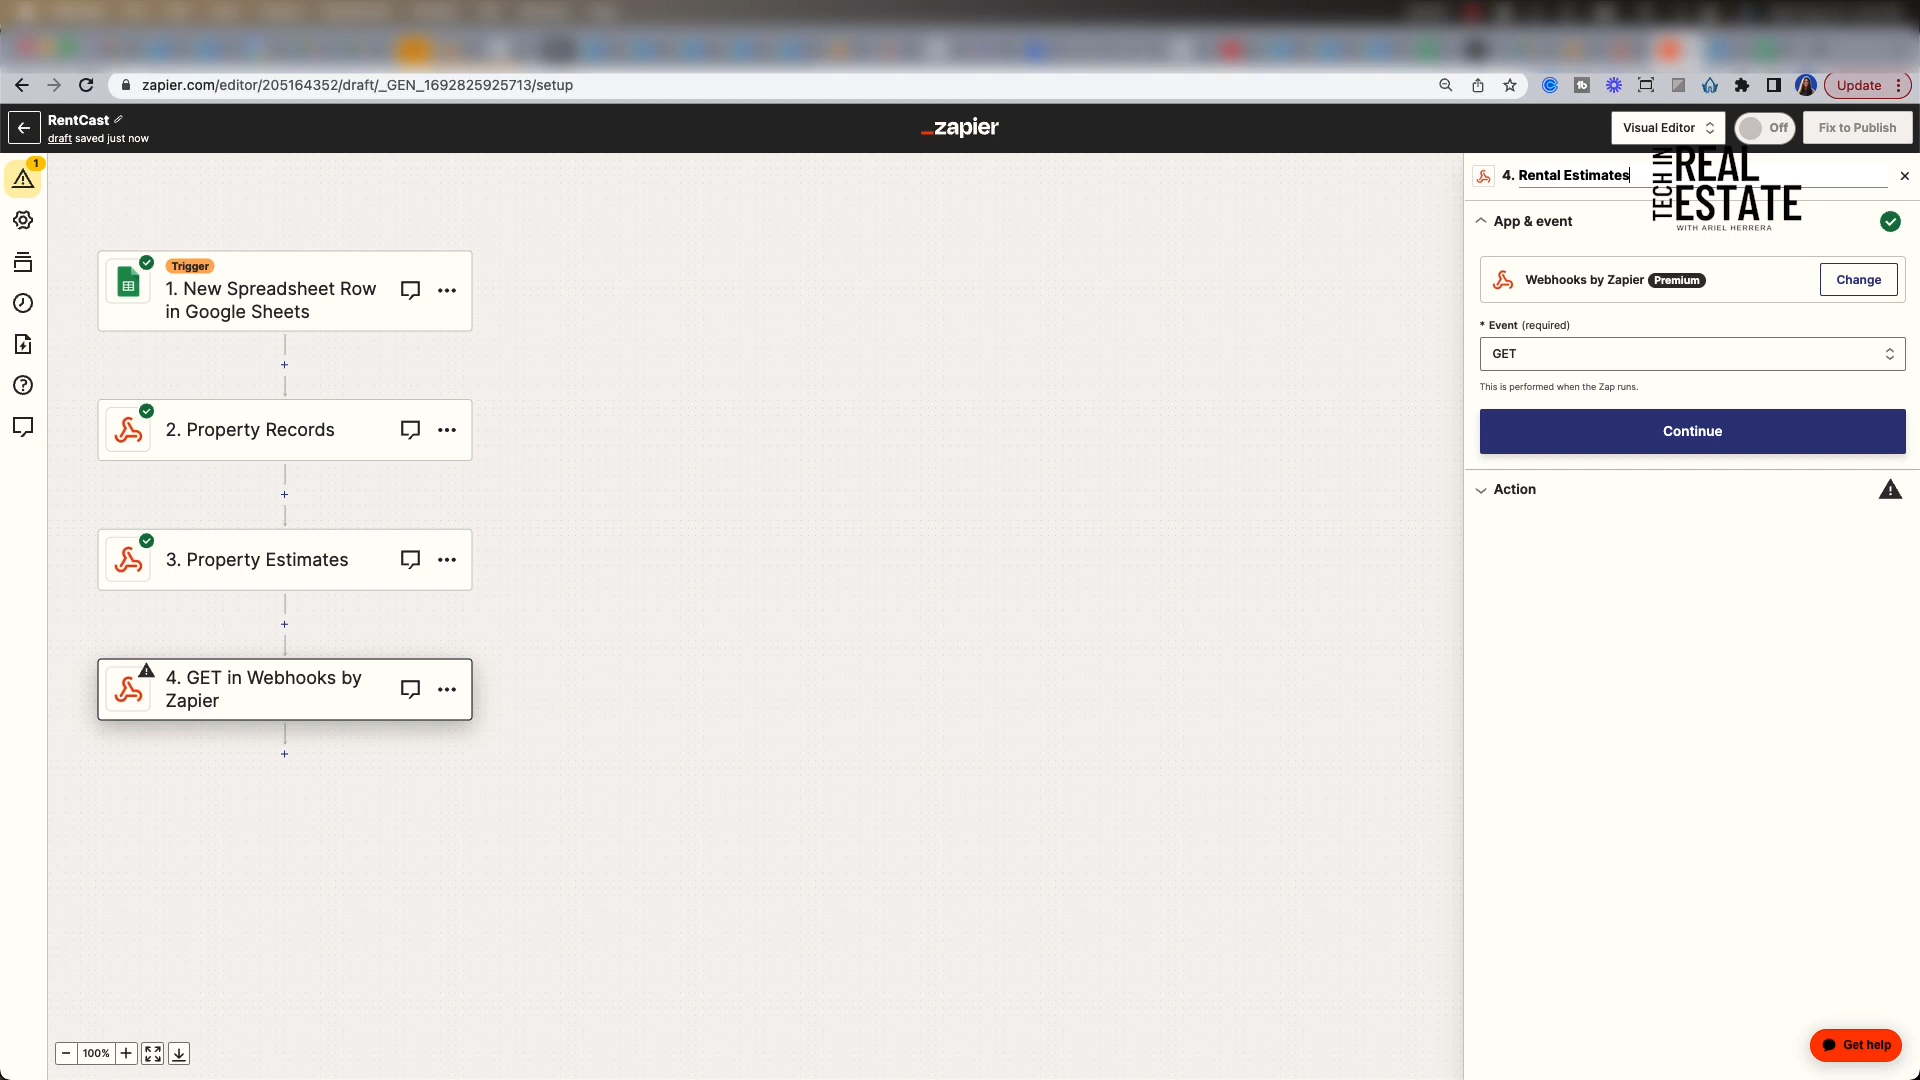 zapier.com/editor/205164352/draft/_GEN_1692825925713/setup
Update
RentCast
draft saved just now
_zapier
Visual Editor
Off
Fix to Publish
1
4. Rental Estimates
TECH IN
REAL
ESTATE
WITH ARIEL HERRERA
App & event
Webhooks by Zapier Premium
Change
* Event (required)
GET
This is performed when the Zap runs.
Continue
Action
Trigger
1. New Spreadsheet Row
in Google Sheets
+
2. Property Records
+
3. Property Estimates
+
4. GET in Webhooks by
Zapier
+
100%
Get help